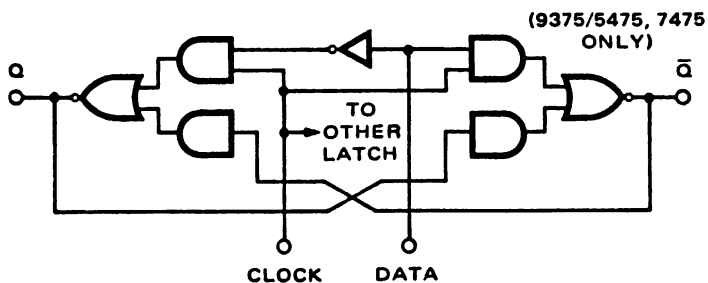 (9375/5475, 7475
ONLY)
Q
Q̅
TO
OTHER
LATCH
CLOCK
DATA